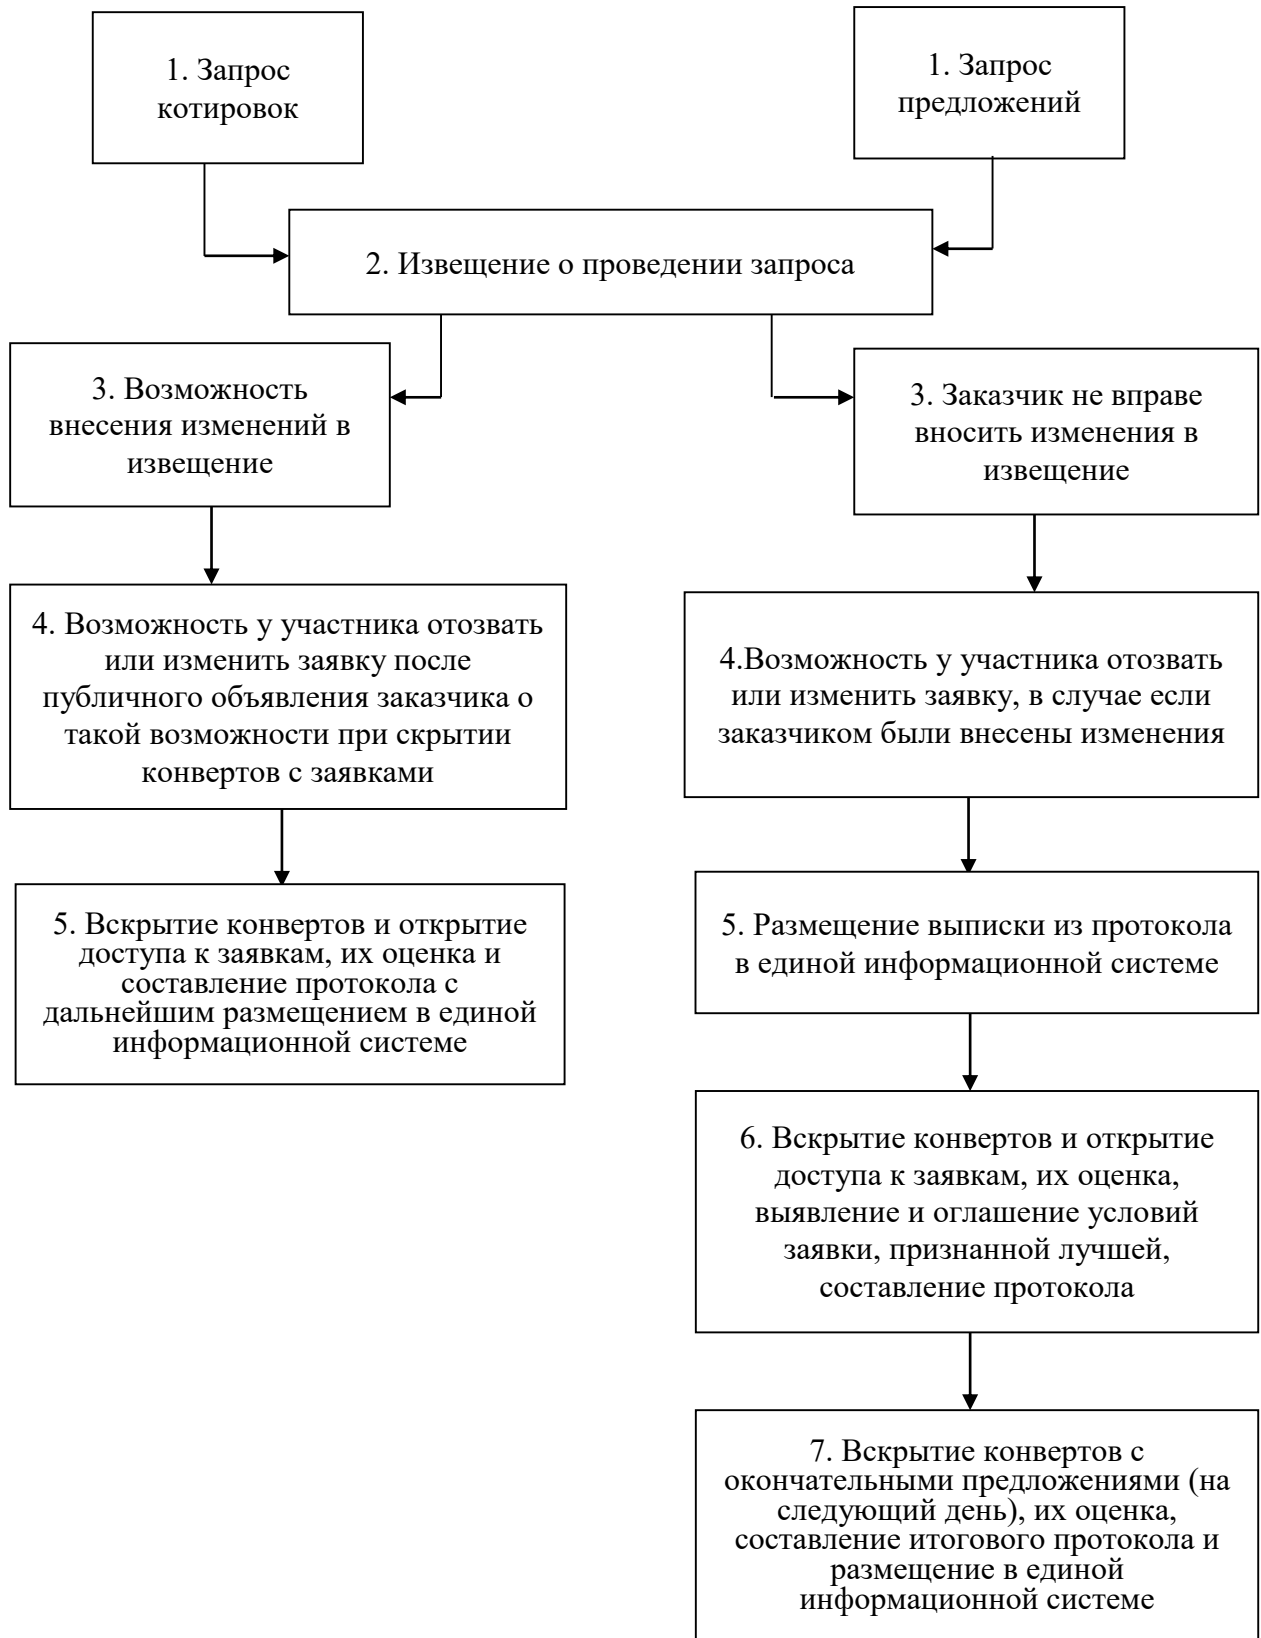 1. Запрос
котировок
1. Запрос
предложений
2. Извещение о проведении запроса
3. Возможность
внесения изменений в
извещение
3. Заказчик не вправе
вносить изменения в
извещение
4. Возможность у участника отозвать
или изменить заявку после
публичного объявления заказчика о
такой возможности при скрытии
конвертов с заявками
4.Возможность у участника отозвать
или изменить заявку, в случае если
заказчиком были внесены изменения
5. Вскрытие конвертов и открытие
доступа к заявкам, их оценка и
составление протокола с
дальнейшим размещением в единой
информационной системе
5. Размещение выписки из протокола
в единой информационной системе
6. Вскрытие конвертов и открытие
доступа к заявкам, их оценка,
выявление и оглашение условий
заявки, признанной лучшей,
составление протокола
7. Вскрытие конвертов с
окончательными предложениями (на
следующий день), их оценка,
составление итогового протокола и
размещение в единой
информационной системе